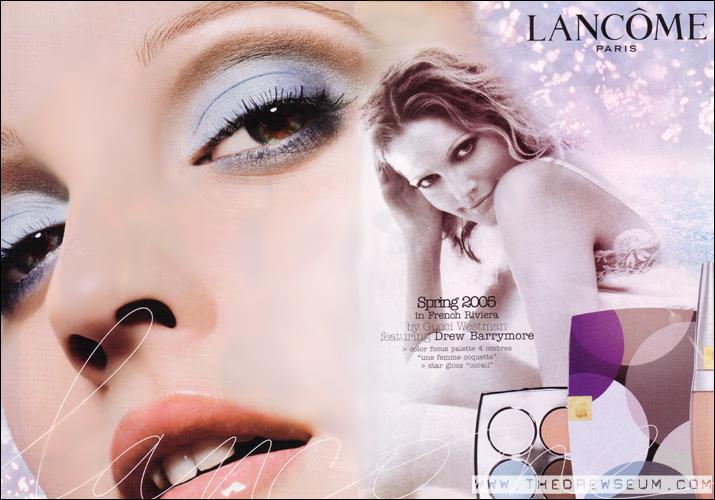 LANCÔME
PARIS
Spring 2005
in French Riviera
by Gucci Westman
featuring Drew Barrymore
> color focus palette 4 ombres
"une femme coquette"
> star gloss "corail"
lancome
WWW.THEDREWSEUM.COM